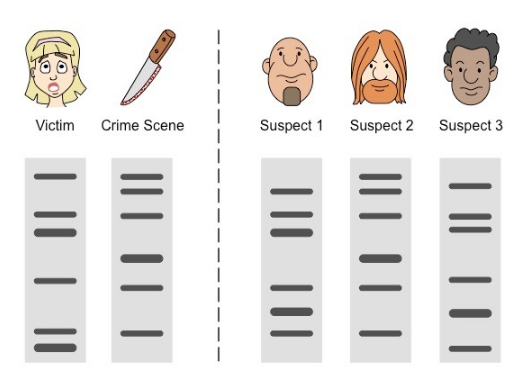 Victim
Crime Scene
Suspect 1
Suspect 2
Suspect 3